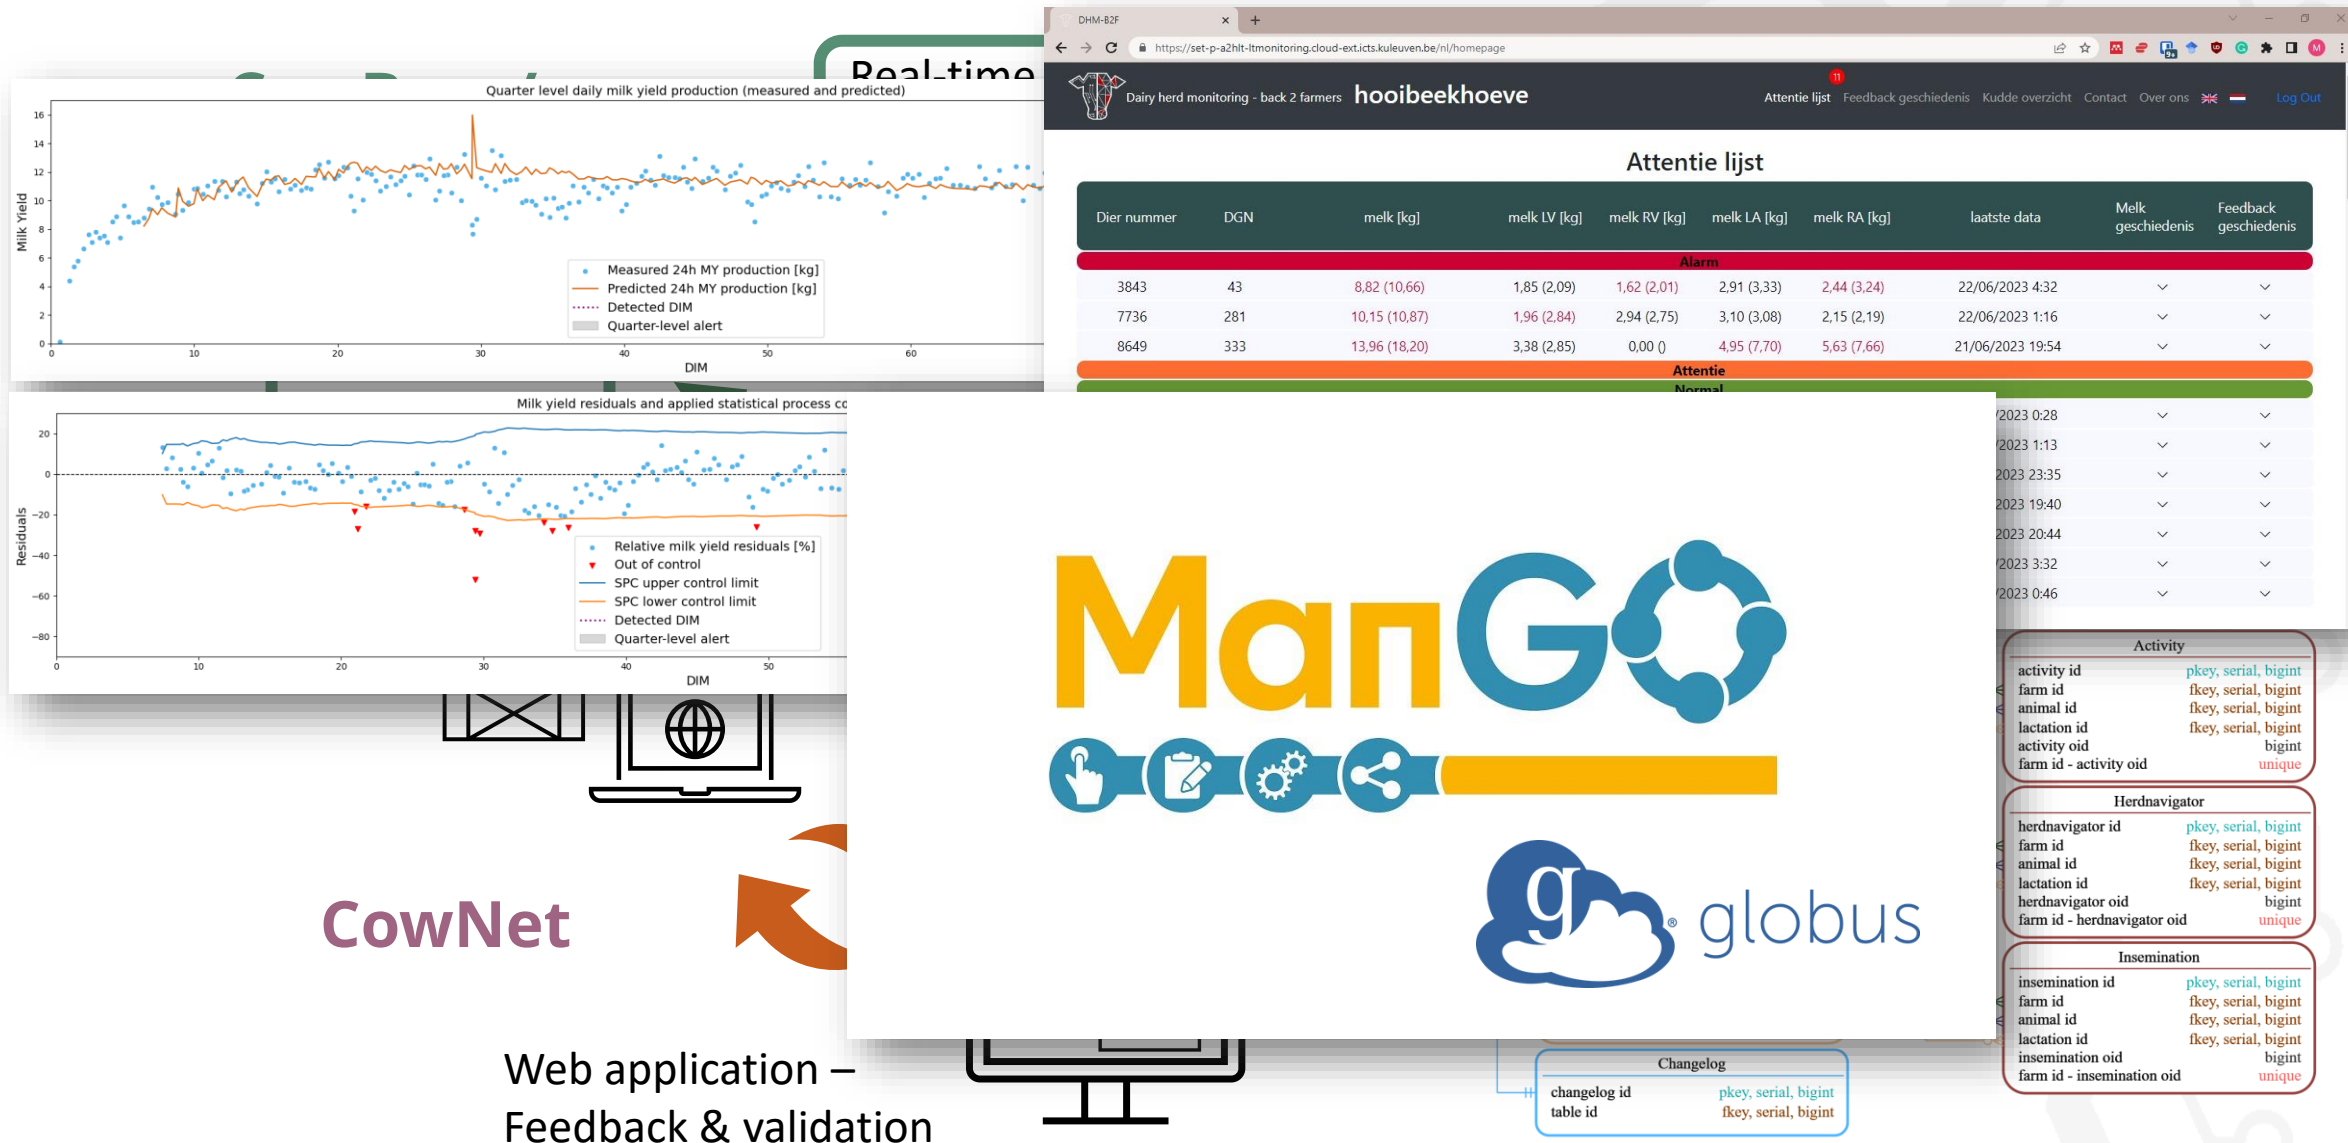 Real-time
Quarter level daily milk yield production (measured and predicted)
16
14
12
10
8
6
4
2
0
Milk Yield
Measured 24h MY production [kg]
Predicted 24h MY production [kg]
Detected DIM
Quarter-level alert
0 10 20 30 40 50 60
DIM
Milk yield residuals and applied statistical process
20
0
−20
−40
−60
−80
Residuals
Relative milk yield residuals [%]
Out of control
SPC upper control limit
SPC lower control limit
Detected DIM
Quarter-level alert
0 10 20 30 40 50
DIM
DHM-B2F
https://set-p-a2hlt-ltmonitoring.cloud-ext.icts.kuleuven.be/nl/homepage
Dairy herd monitoring - back 2 farmers hooibeekhoeve
11
Attentie lijst Feedback geschiedenis Kudde overzicht Contact Over ons Log Out
Attentie lijst
Dier nummer DGN melk [kg] melk LV [kg] melk RV [kg] melk LA [kg] melk RA [kg] laatste data Melk geschiedenis Feedback geschiedenis
Alarm
3843 43 8,82 (10,66) 1,85 (2,09) 1,62 (2,01) 2,91 (3,33) 2,44 (3,24) 22/06/2023 4:32
7736 281 10,15 (10,87) 1,96 (2,84) 2,94 (2,75) 3,10 (3,08) 2,15 (2,19) 22/06/2023 1:16
8649 333 13,96 (18,20) 3,38 (2,85) 0,00 () 4,95 (7,70) 5,63 (7,66) 21/06/2023 19:54
Attentie
Normal
/2023 0:28
/2023 1:13
2023 23:35
2023 19:40
2023 20:44
/2023 3:32
/2023 0:46
ManGO
g
® globus
CowNet
Web application –
Feedback & validation
Activity
activity id pkey, serial, bigint
farm id fkey, serial, bigint
animal id fkey, serial, bigint
lactation id fkey, serial, bigint
activity oid bigint
farm id - activity oid unique
Herdnavigator
herdnavigator id pkey, serial, bigint
farm id fkey, serial, bigint
animal id fkey, serial, bigint
lactation id fkey, serial, bigint
herdnavigator oid bigint
farm id - herdnavigator oid unique
Insemination
insemination id pkey, serial, bigint
farm id fkey, serial, bigint
animal id fkey, serial, bigint
lactation id fkey, serial, bigint
insemination oid bigint
farm id - insemination oid unique
Changelog
changelog id pkey, serial, bigint
table id fkey, serial, bigint